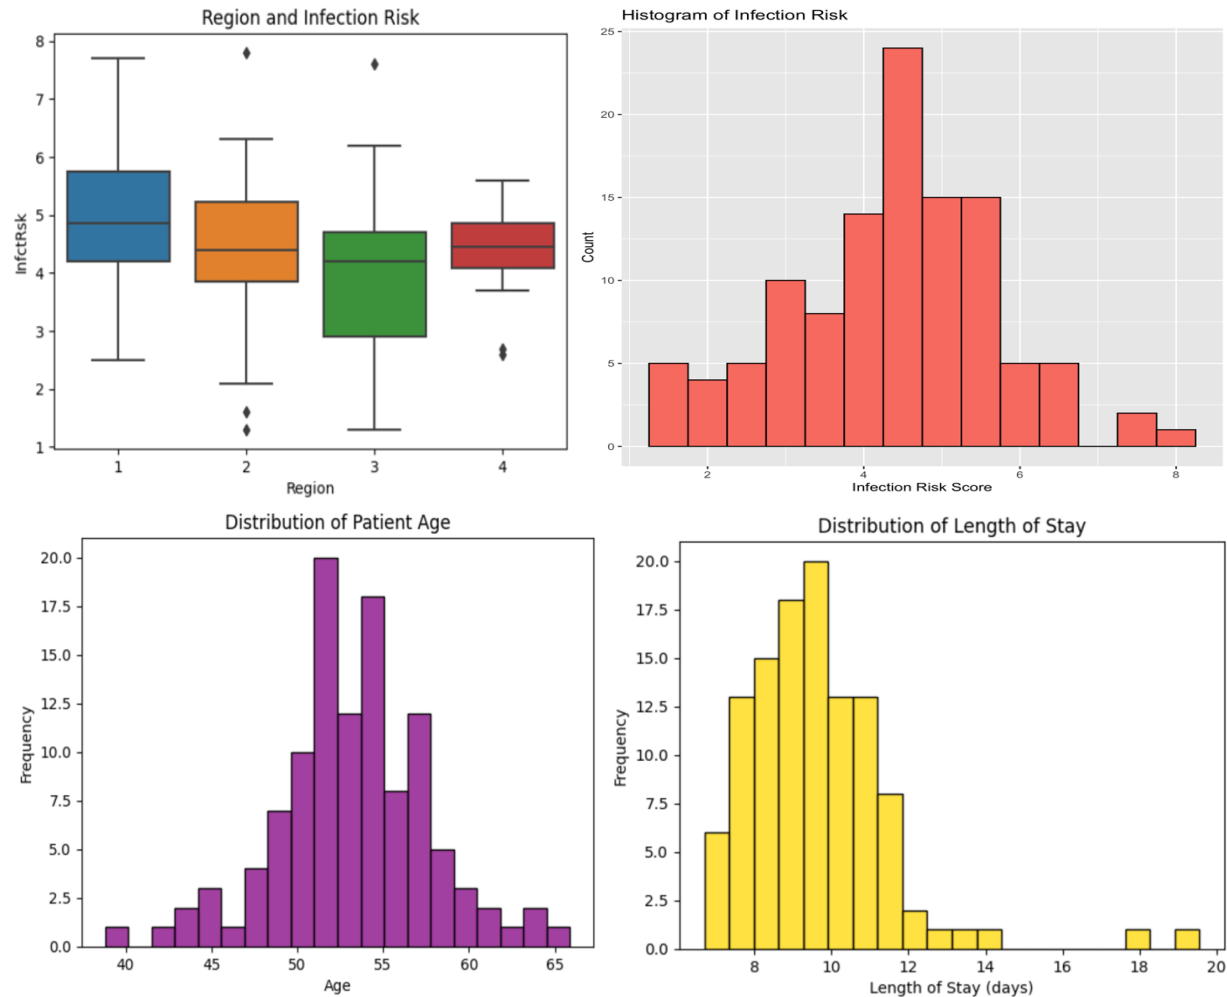 Region and Infection Risk
8
7
6
5
4
3
2
1
InfctRsk
1 2 3 4
Region
Histogram of Infection Risk
25
20
15
10
5
0
Count
2 4 6 8
Infection Risk Score
Distribution of Patient Age
20.0
17.5
15.0
12.5
10.0
7.5
5.0
2.5
0.0
Frequency
40 45 50 55 60 65
Age
Distribution of Length of Stay
20.0
17.5
15.0
12.5
10.0
7.5
5.0
2.5
0.0
Frequency
8 10 12 14 16 18 20
Length of Stay (days)